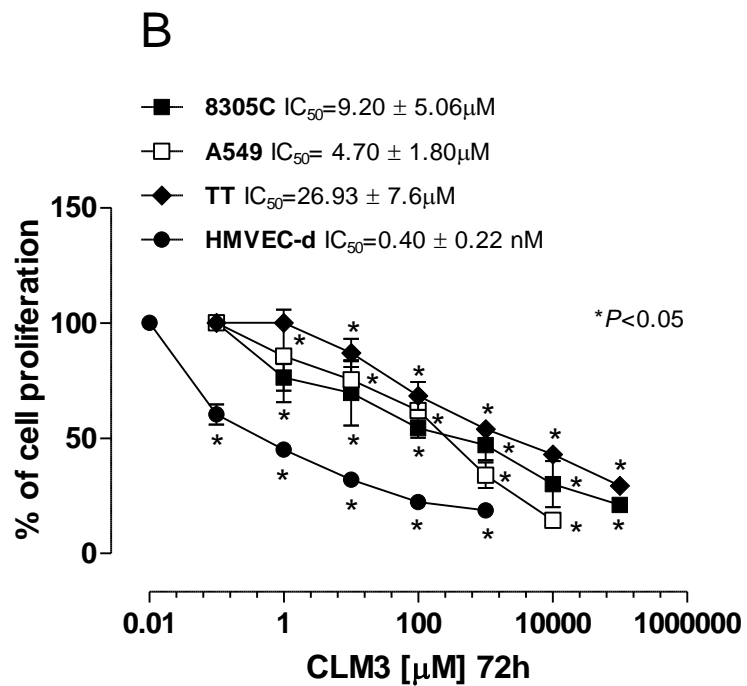 B
8305C IC50=9.20 ± 5.06μM
A549 IC50= 4.70 ± 1.80μM
TT IC50=26.93 ± 7.6μM
HMVEC-d IC50=0.40 ± 0.22 nM
*P<0.05
% of cell proliferation
150
100
50
0
0.01 1 100 10000 1000000
CLM3 [μM] 72h